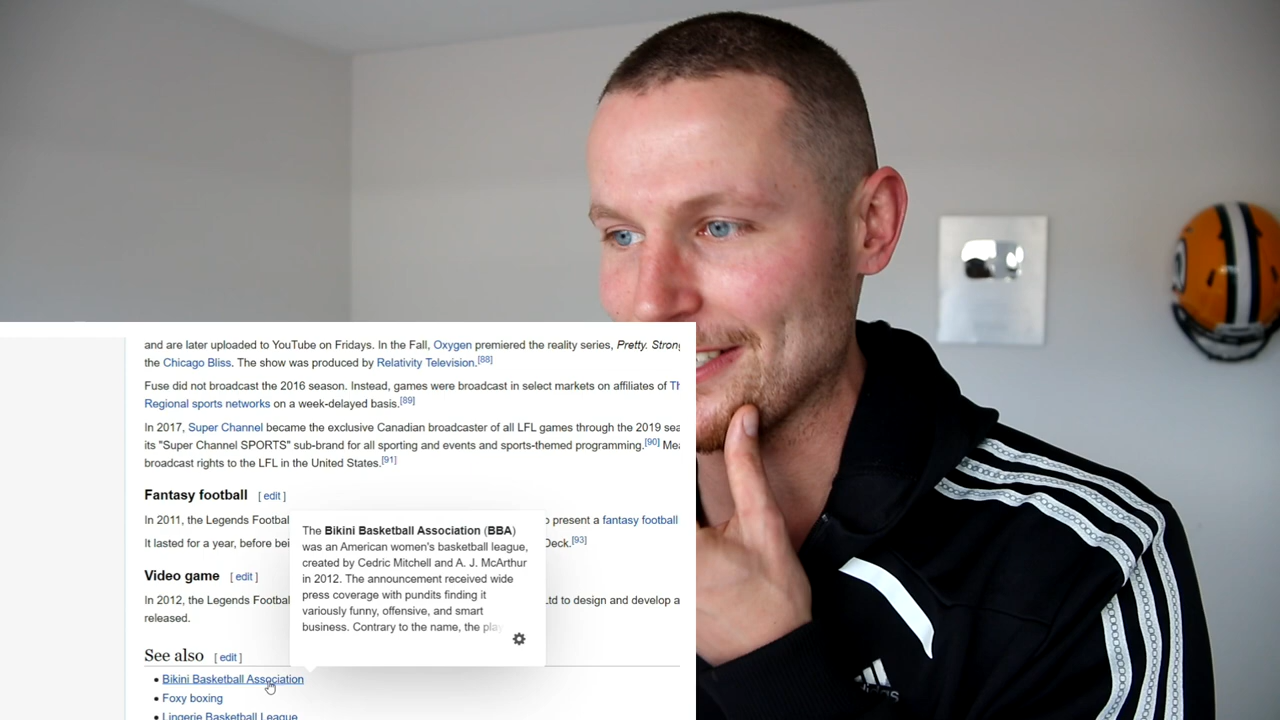 and are later uploaded to YouTube on Fridays. In the Fall, Oxygen premiered the reality series, Pretty. Strong
the Chicago Bliss. The show was produced by Relativity Television.[88]
Fuse did not broadcast the 2016 season. Instead, games were broadcast in select markets on affiliates of Th
Regional sports networks on a week-delayed basis.[89]
In 2017, Super Channel became the exclusive Canadian broadcaster of all LFL games through the 2019 sea
its "Super Channel SPORTS" sub-brand for all sporting and events and sports-themed programming.[90] Mea
broadcast rights to the LFL in the United States.[91]
Fantasy football [ edit ]
In 2011, the Legends Footbal
o present a fantasy football
It lasted for a year, before bei
Deck.[93]
Video game [ edit ]
In 2012, the Legends Footbal
Ltd to design and develop a
released.
The Bikini Basketball Association (BBA)
was an American women's basketball league,
created by Cedric Mitchell and A. J. McArthur
in 2012. The announcement received wide
press coverage with pundits finding it
variously funny, offensive, and smart
business. Contrary to the name, the play
See also [ edit ]
• Bikini Basketball Association
• Foxy boxing
• Lingerie Basketball League
adidas